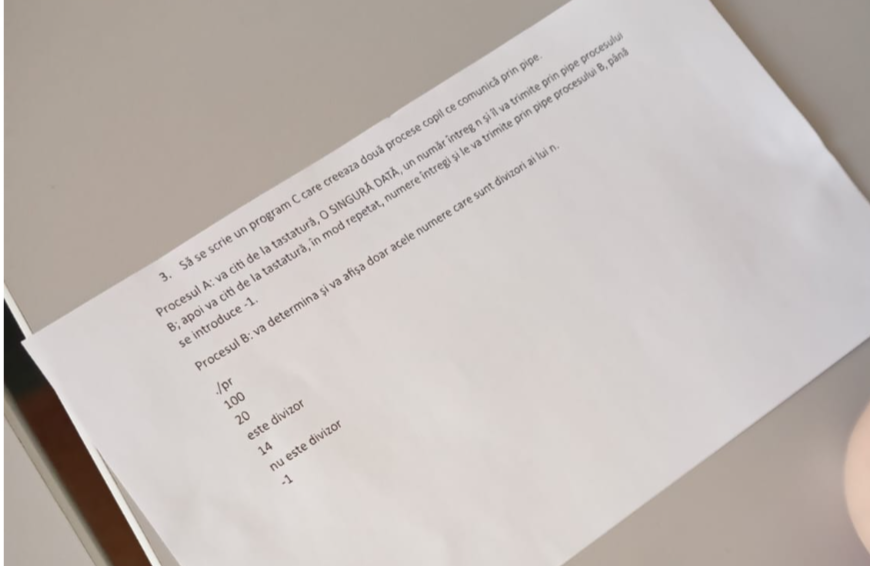 3. Să se scrie un program C care creeaza două procese copil ce comunică prin pipe.
Procesul A: va citi de la tastatură, O SINGURĂ DATĂ, un număr întreg n și îl va trimite prin pipe procesului
B; apoi va citi de la tastatură, în mod repetat, numere întregi și le va trimite prin pipe procesului B, până
se introduce -1.
Procesul B: va determina și va afișa doar acele numere care sunt divizori ai lui n.
./pr
100
20
este divizor
14
nu este divizor
-1